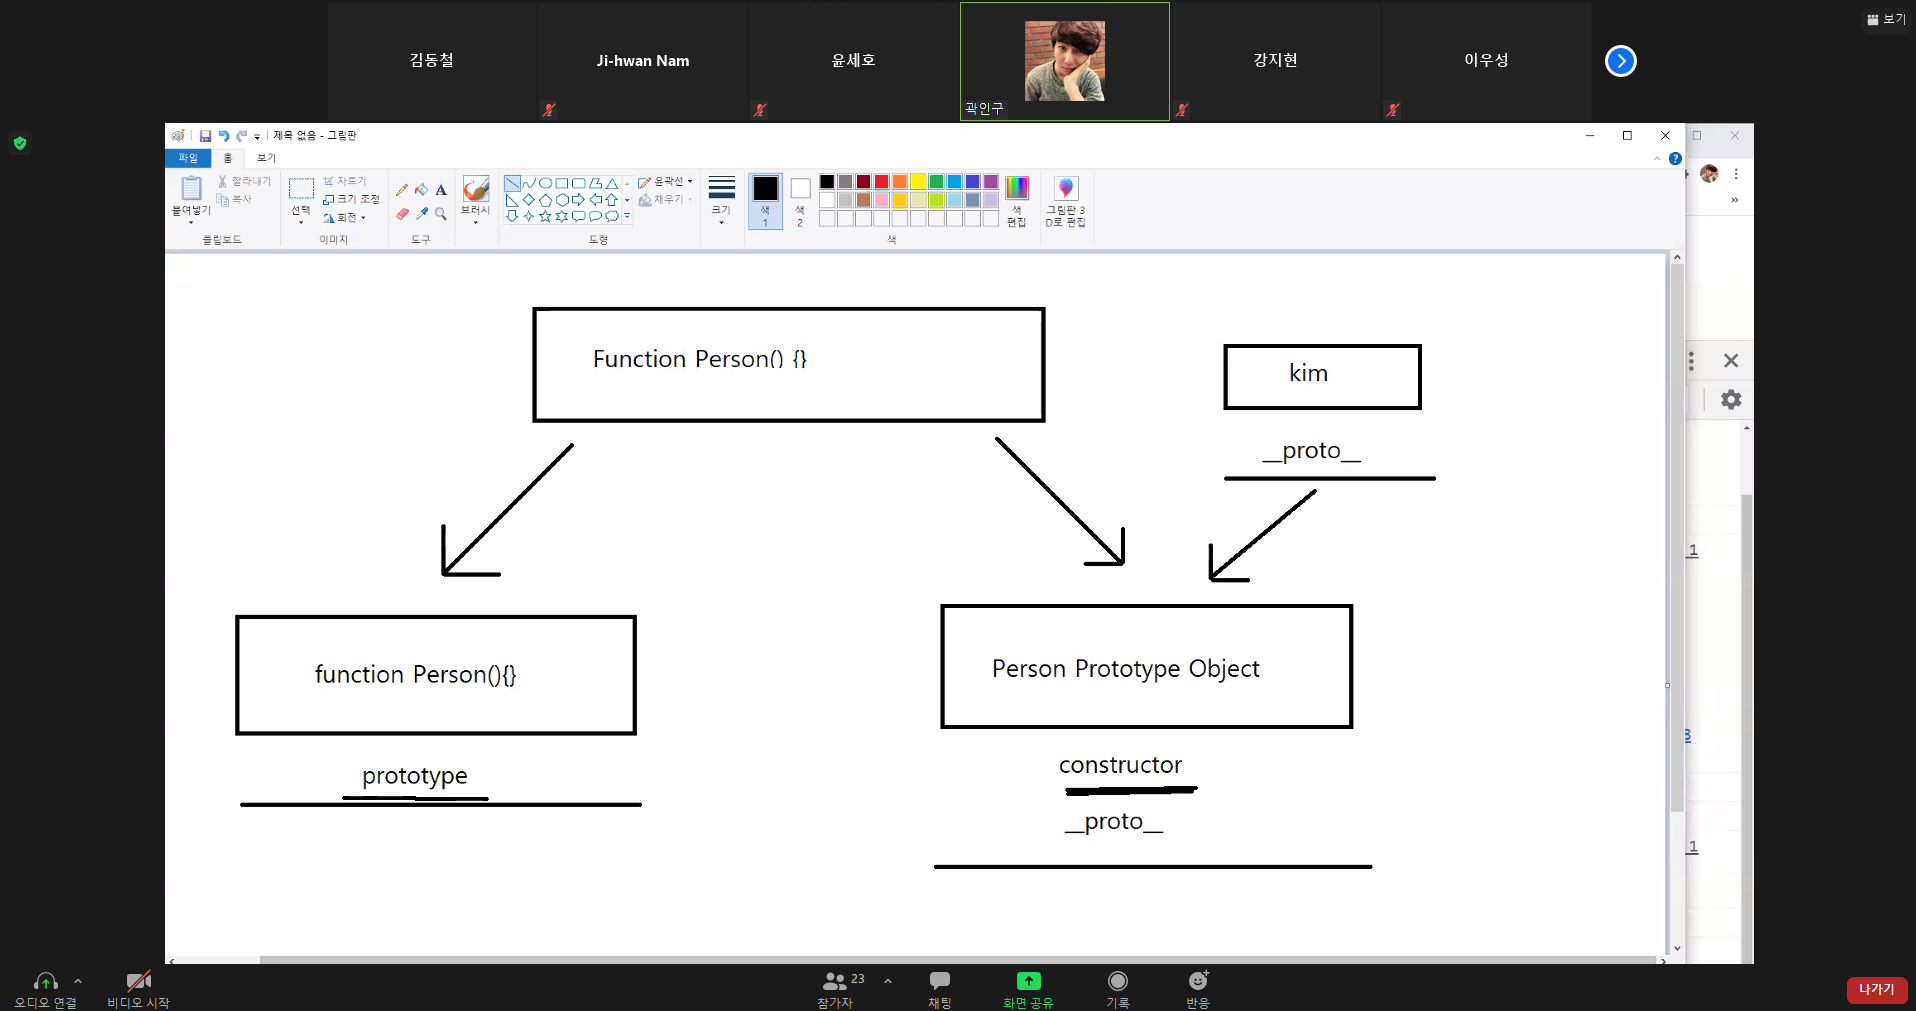 보기
김동철
Ji-hwan Nam
윤세호
곽인구
강지현
이우성
제목 없음 - 그림판
파일
홈
보기
붙여넣기
잘라내기
복사
클립보드
선택
자르기
크기 조정
회전
이미지
A
도구
브러시
윤곽선
채우기
도형
크기
색
1
색
2
색
편집
색
그림판 3
D로 편집
Function Person() {}
kim
__proto__
function Person(){}
Person Prototype Object
prototype
constructor
__proto__
1
3
1
오디오 연결
비디오 시작
23
참가자
채팅
화면 공유
기록
반응
나가기